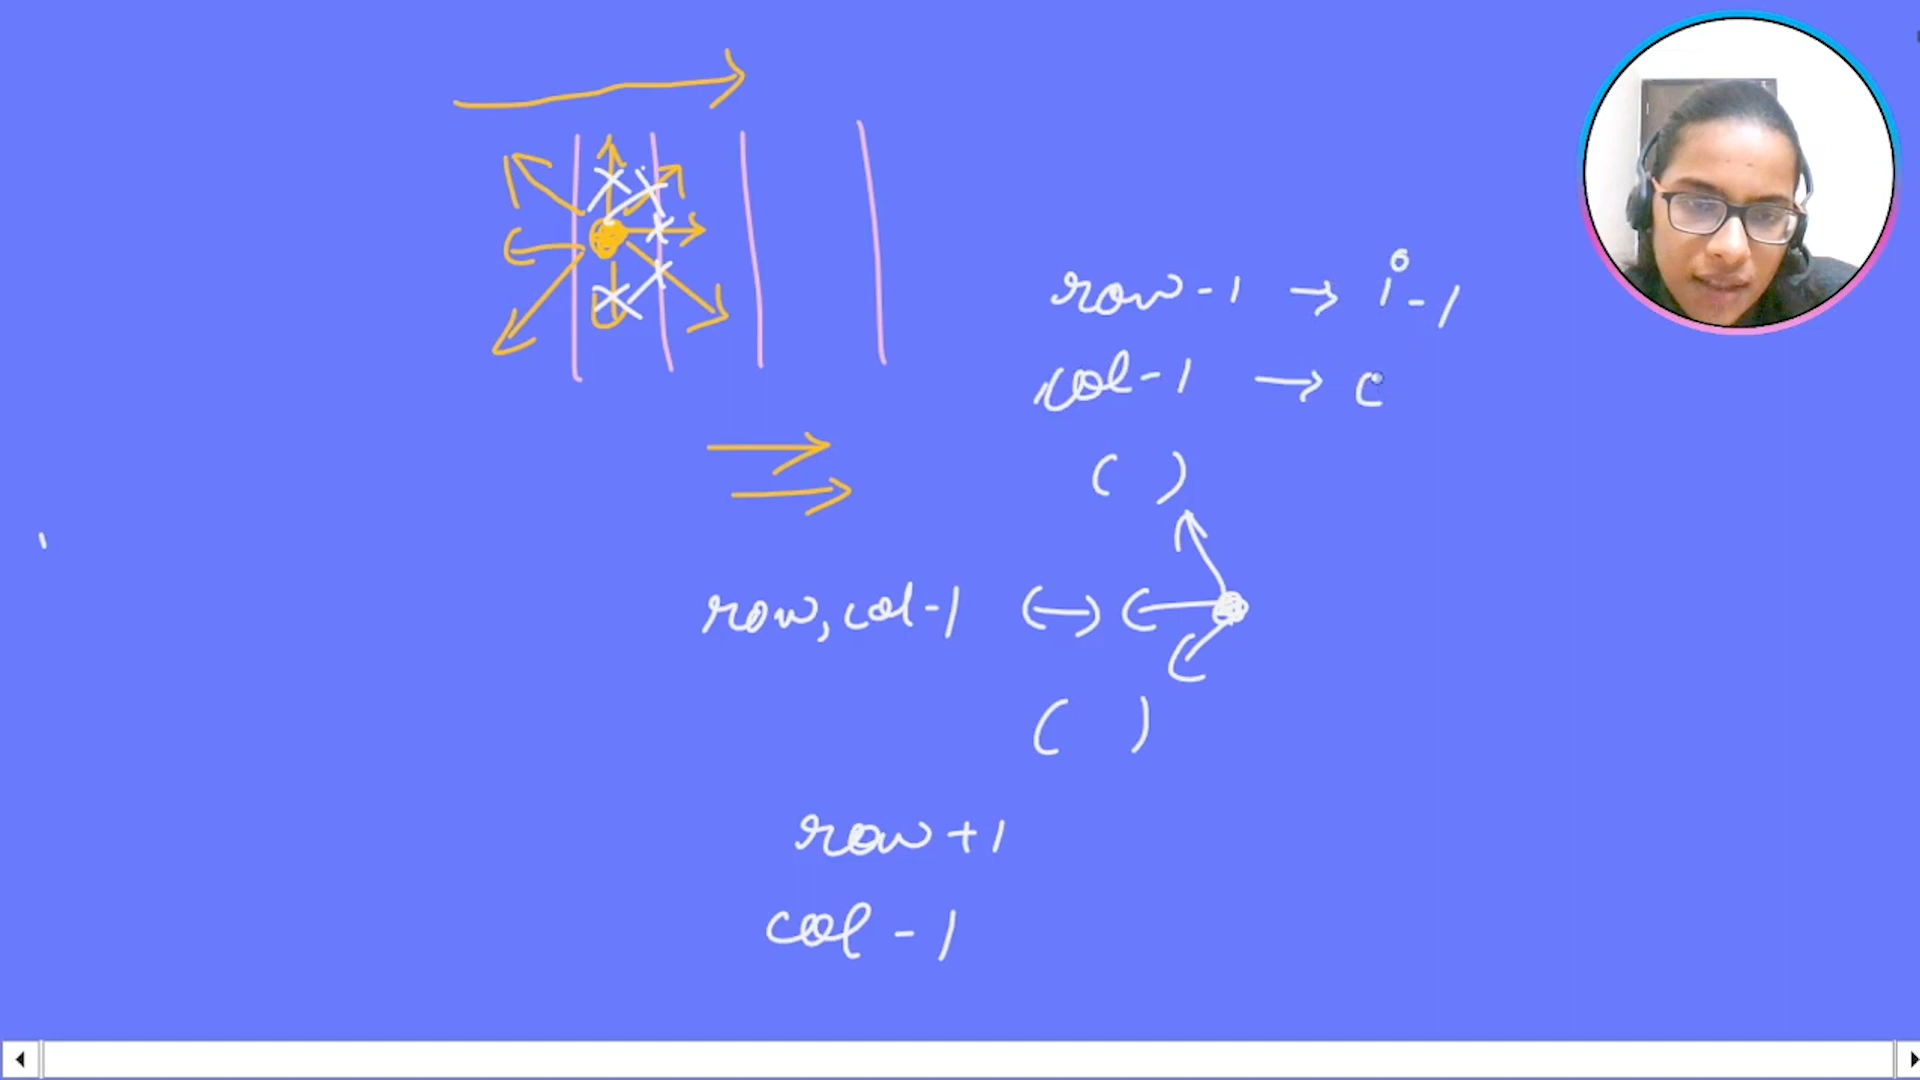 row-1 → i-1
col-1 → c
( )
row, col-1
( )
row+1
col-1